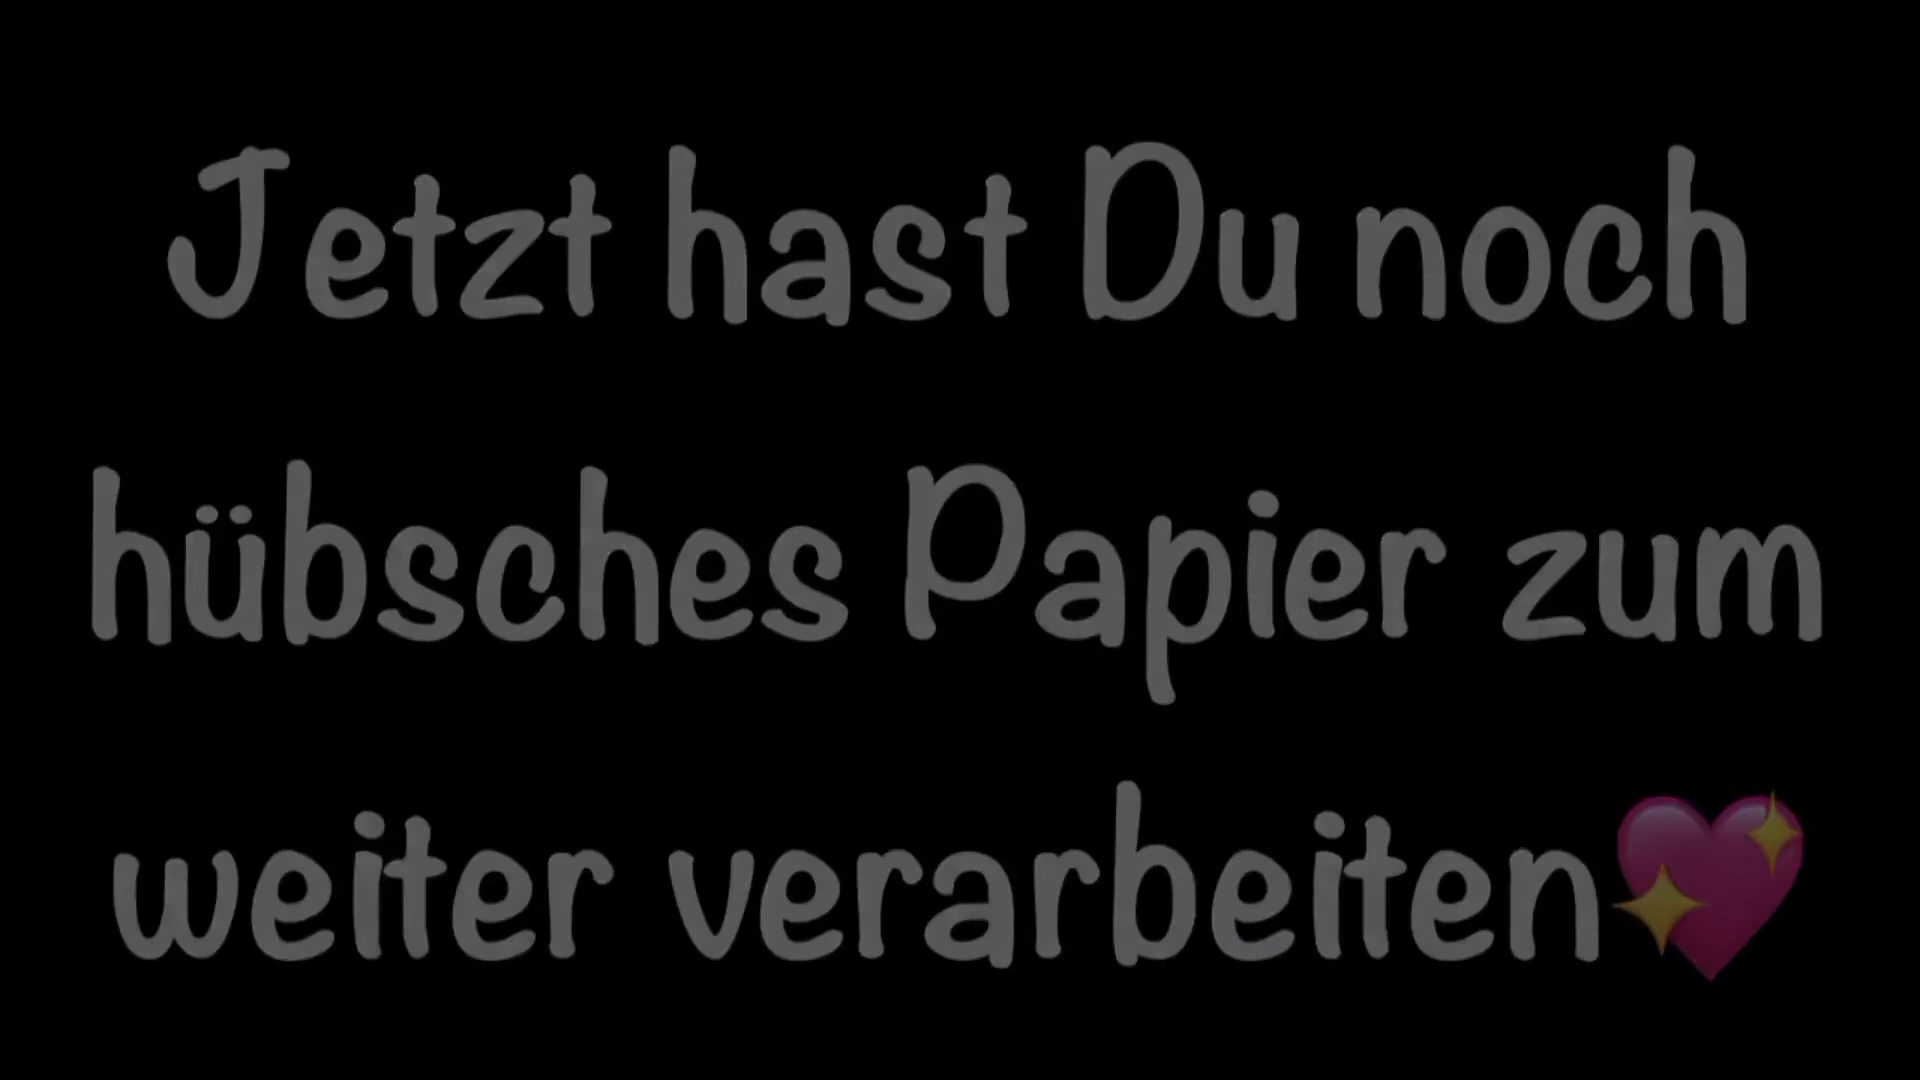 Jetzt hast Du noch
hübsches Papier zum
weiter verarbeiten💖